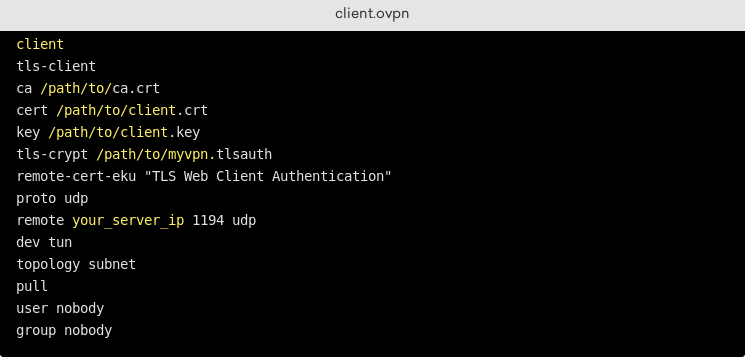 client.ovpn
client
tls-client
ca /path/to/ca.crt
cert /path/to/client.crt
key /path/to/client.key
tls-crypt /path/to/myvpn.tlsauth
remote-cert-eku "TLS Web Client Authentication"
proto udp
remote your_server_ip 1194 udp
dev tun
topology subnet
pull
user nobody
group nobody